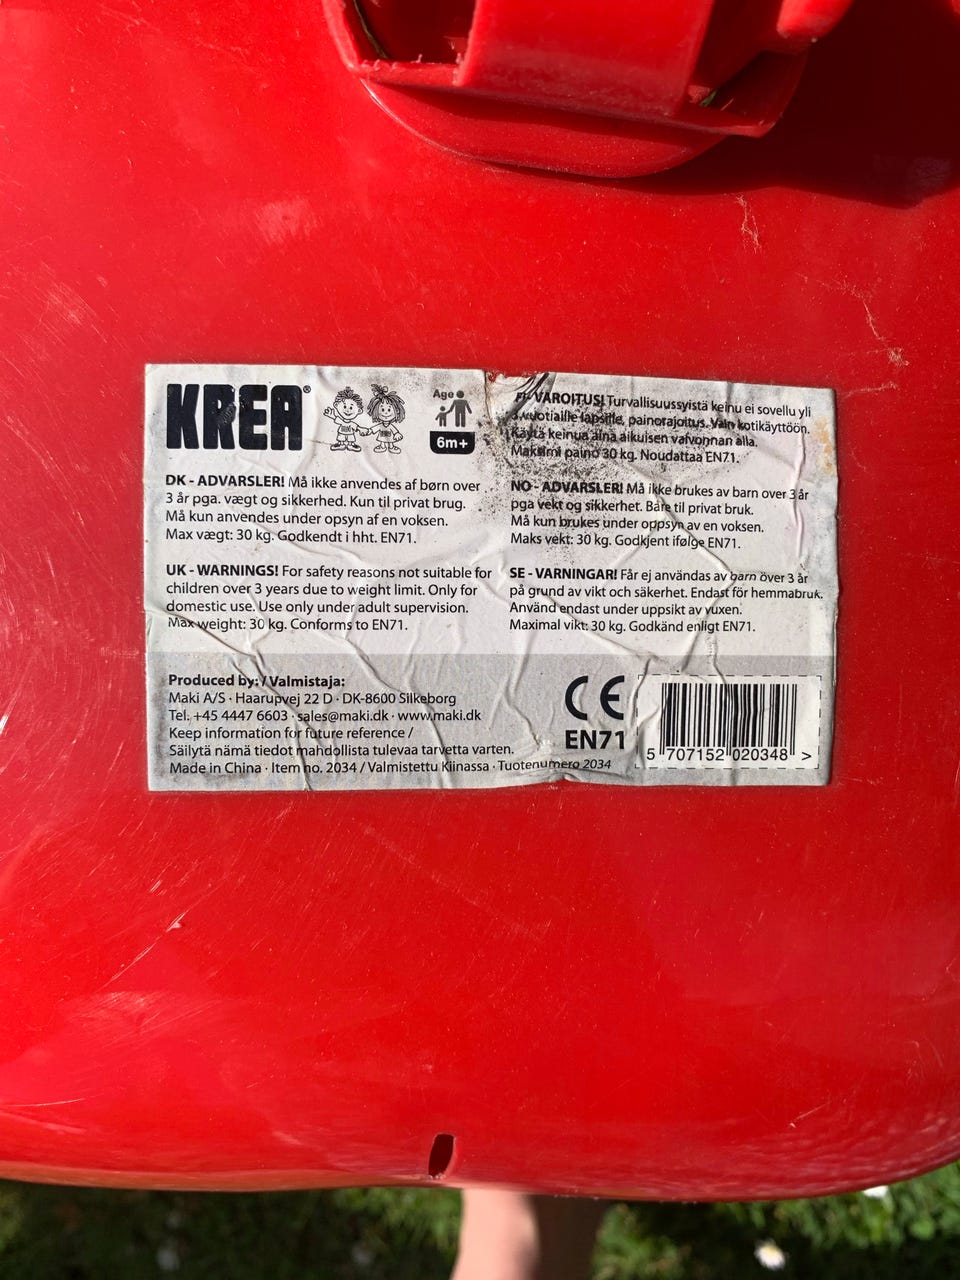 KREA®
Age
6m+
DK - ADVARSLER! Må ikke anvendes af børn over
3 år pga. vægt og sikkerhed. Kun til privat brug.
Må kun anvendes under opsyn af en voksen.
Max vægt: 30 kg. Godkendt i hht. EN71.
UK - WARNINGS! For safety reasons not suitable for
children over 3 years due to weight limit. Only for
domestic use. Use only under adult supervision.
Max weight: 30 kg. Conforms to EN71.
FI - VAROITUS! Turvallisuussyistä keinu ei sovellu yli
3 vuotiaille lapsille, painorajoitus. Vain kotikäyttöön.
Käytä keinua aina aikuisen valvonnan alla.
Maksimi paino 30 kg. Noudattaa EN71.
NO - ADVARSLER! Må ikke brukes av barn over 3 år
pga vekt og sikkerhet. Bare til privat bruk.
Må kun brukes under oppsyn av en voksen.
Maks vekt: 30 kg. Godkjent ifølge EN71.
SE - VARNINGAR! Får ej användas av barn över 3 år
på grund av vikt och säkerhet. Endast för hemmabruk.
Använd endast under uppsikt av vuxen.
Maximal vikt: 30 kg. Godkänd enligt EN71.
Produced by: / Valmistaja:
Maki A/S · Haarupvej 22 D · DK-8600 Silkeborg
Tel. +45 4447 6603 · sales@maki.dk · www.maki.dk
Keep information for future reference /
Säilytä nämä tiedot mahdollista tulevaa tarvetta varten.
Made in China · Item no. 2034 / Valmistettu Kiinassa · Tuotenumero 2034
CE
EN71
5 707152 020348 >